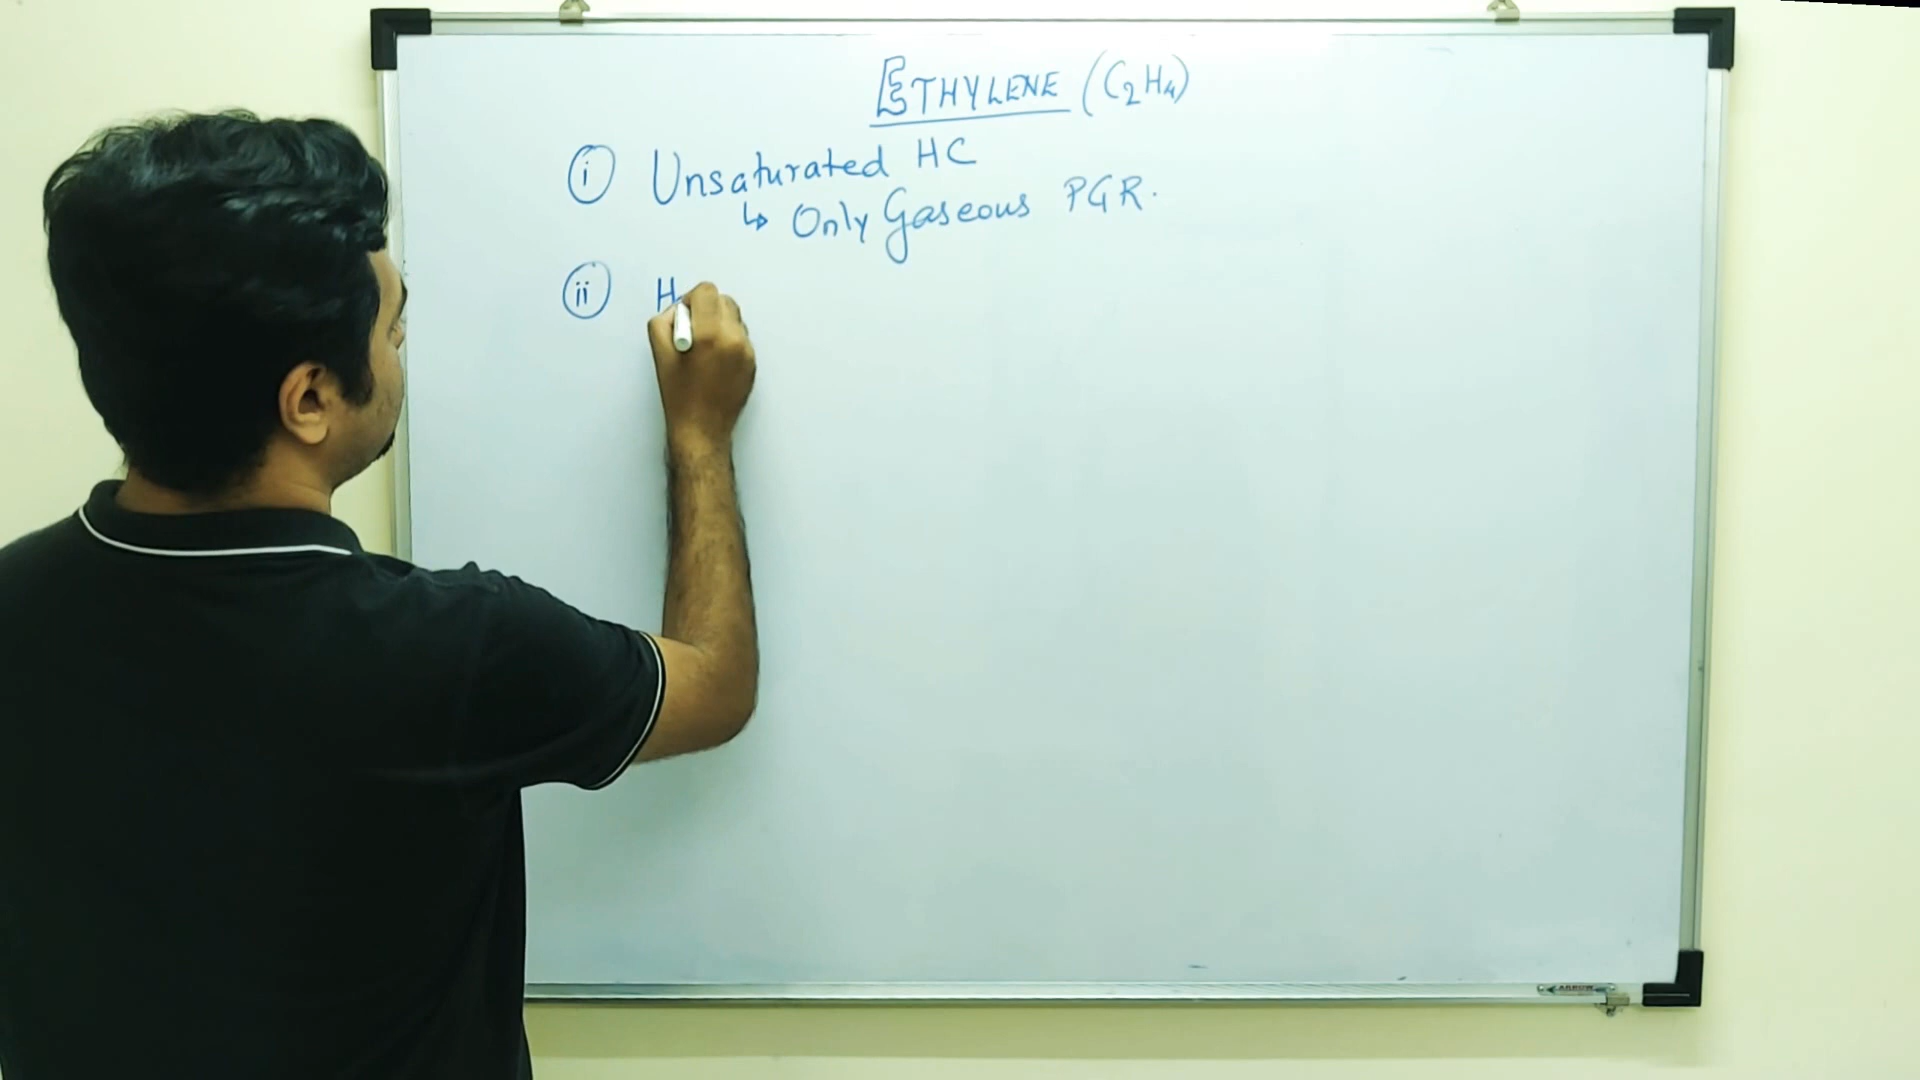 ETHYLENE (C₂H₄)
i Unsaturated HC
↳ Only Gaseous PGR.
ii H